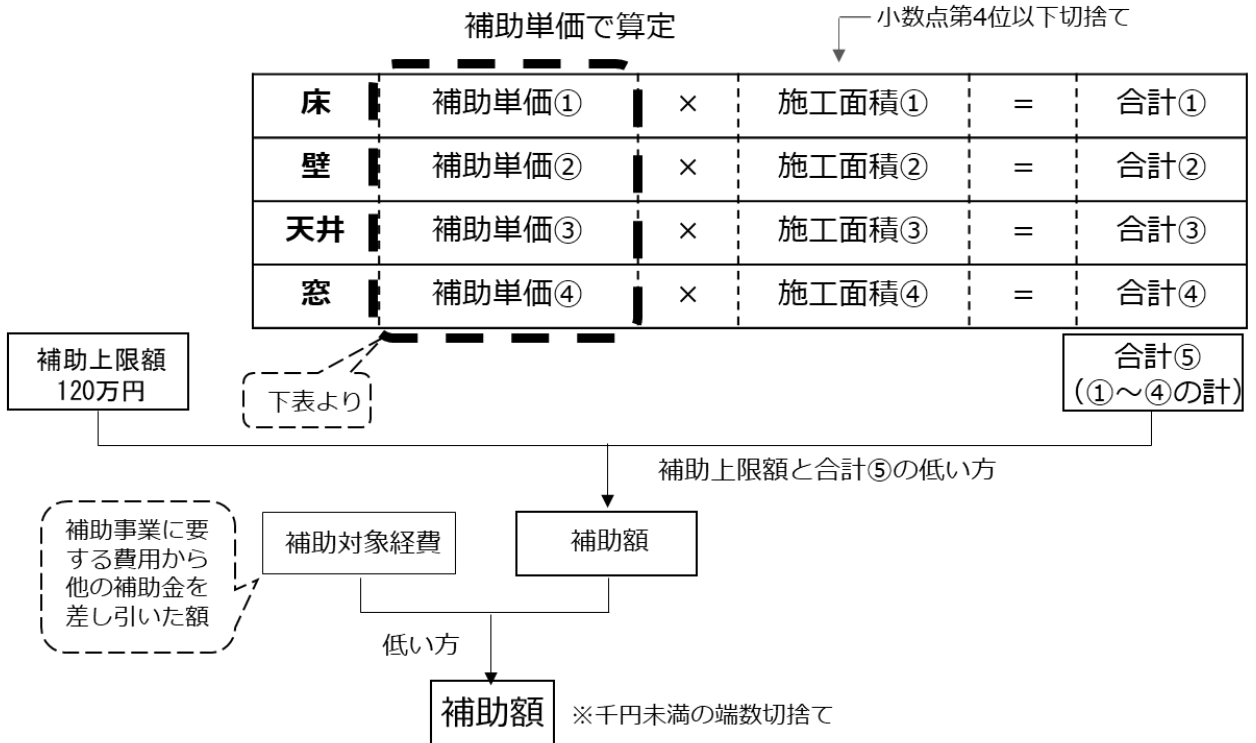 補助単価で算定
小数点第4位以下切捨て
床 補助単価① × 施工面積① = 合計①
壁 補助単価② × 施工面積② = 合計②
天井 補助単価③ × 施工面積③ = 合計③
窓 補助単価④ × 施工面積④ = 合計④
補助上限額
120万円
下表より
合計⑤
(①~④の計)
補助上限額と合計⑤の低い方
補助事業に要
する費用から
他の補助金を
差し引いた額
補助対象経費
補助額
低い方
補助額
※千円未満の端数切捨て